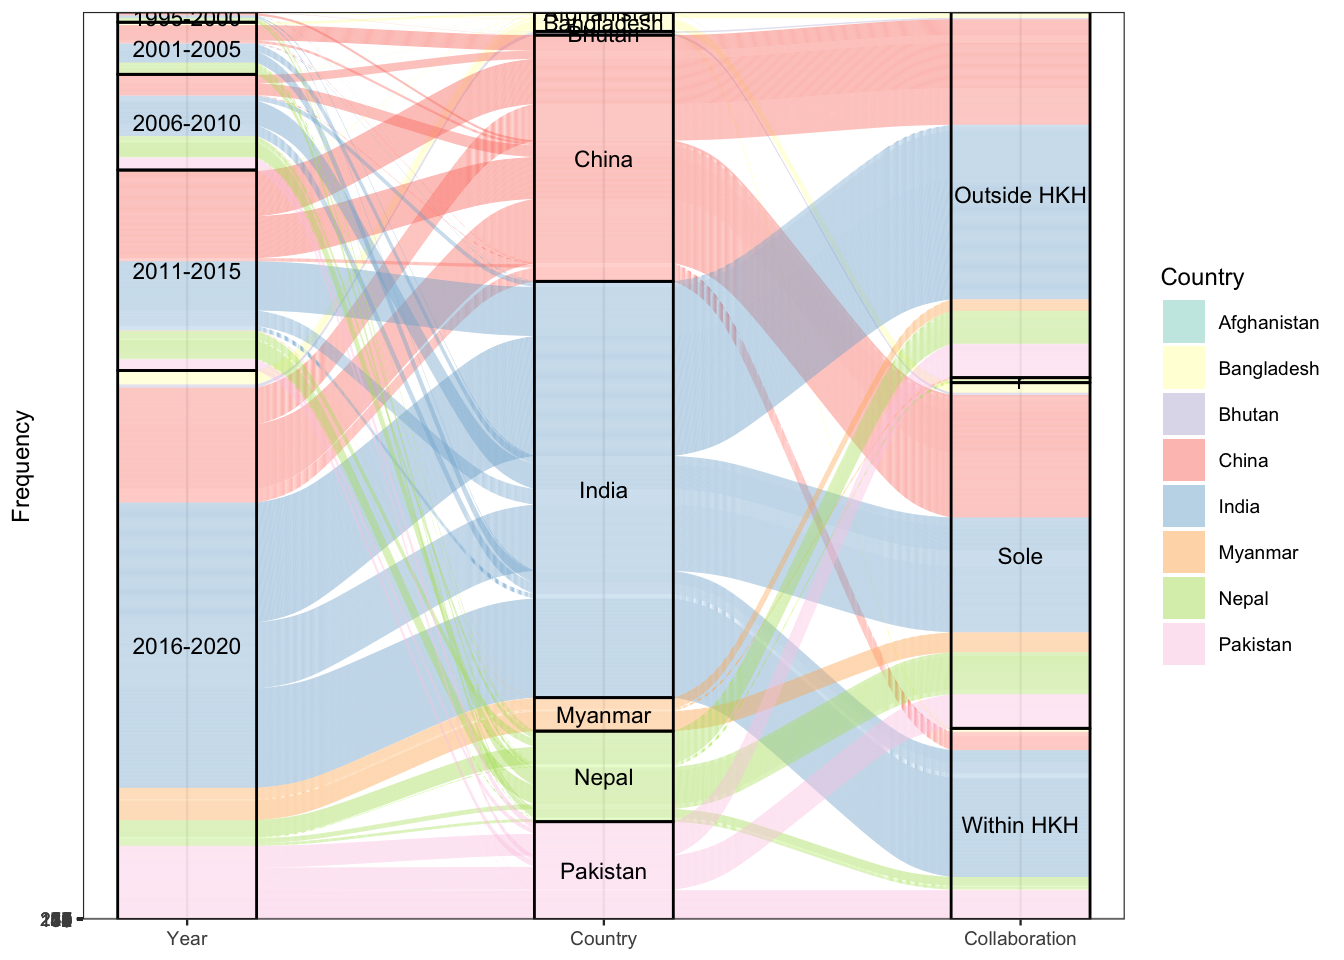 1995-2000
2001-2005
2006-2010
2011-2015
2016-2020
Afghanistan
Bangladesh
Bhutan
China
India
Myanmar
Nepal
Pakistan
Outside HKH
r
Sole
Within HKH
Frequency
Year
Country
Collaboration
Country
Afghanistan
Bangladesh
Bhutan
China
India
Myanmar
Nepal
Pakistan